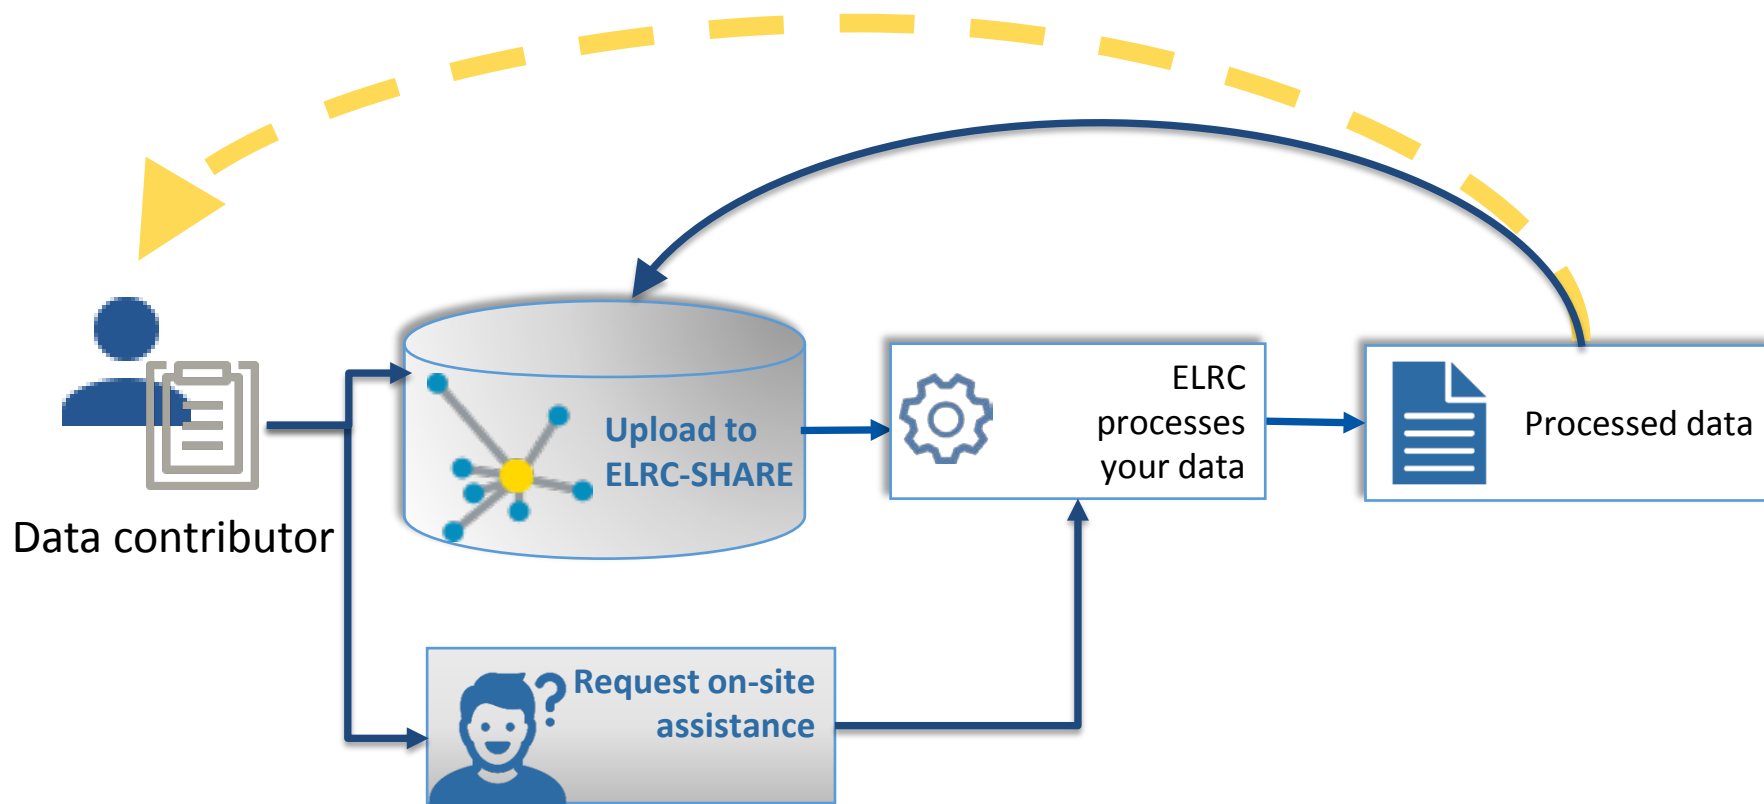 Data contributor
Upload to
ELRC-SHARE
ELRC
processes
your data
Processed data
Request on-site
assistance